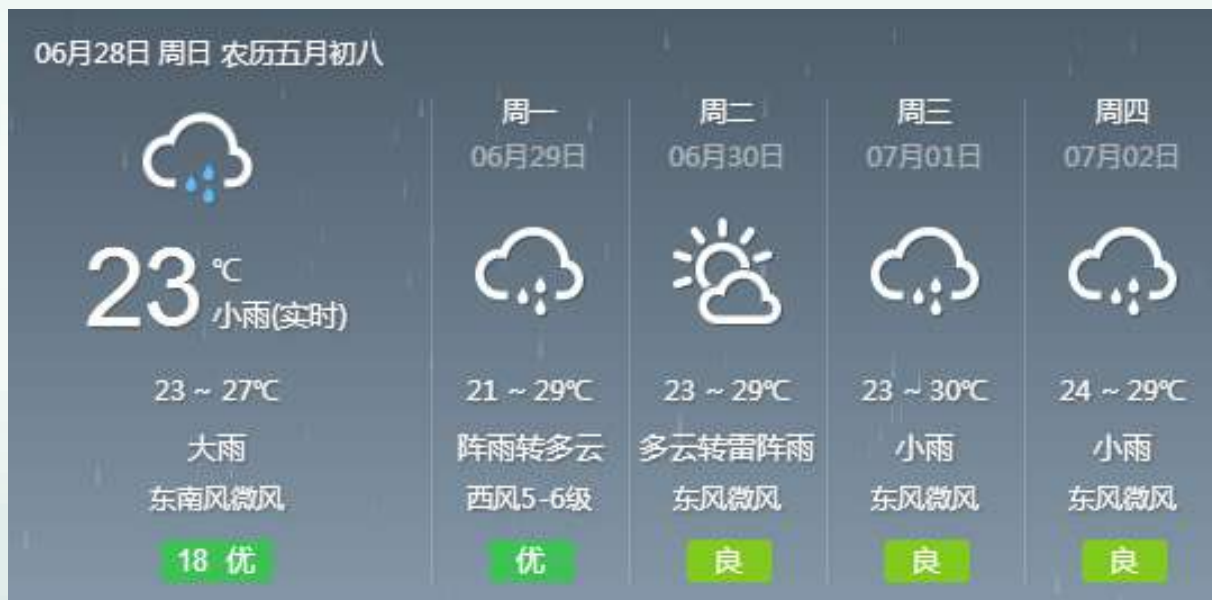 06月28日 周日 农历五月初八
23 ℃
小雨(实时)
23 ~ 27℃
大雨
东南风微风
18 优
周一
06月29日
21 ~ 29℃
阵雨转多云
西风5-6级
优
周二
06月30日
23 ~ 29℃
多云转雷阵雨
东风微风
良
周三
07月01日
23 ~ 30℃
小雨
东风微风
良
周四
07月02日
24 ~ 29℃
小雨
东风微风
良